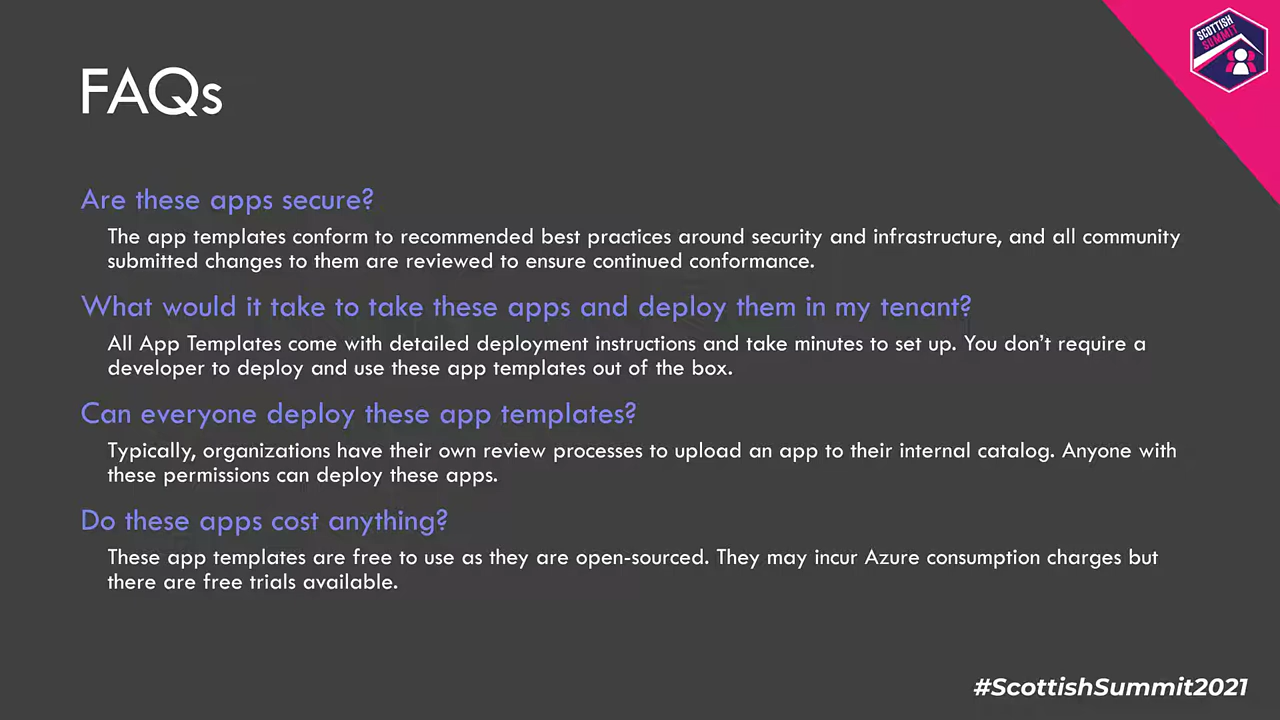 SCOTTISH
SUMMIT
FAQs
Are these apps secure?
The app templates conform to recommended best practices around security and infrastructure, and all community
submitted changes to them are reviewed to ensure continued conformance.
What would it take to take these apps and deploy them in my tenant?
All App Templates come with detailed deployment instructions and take minutes to set up. You don’t require a
developer to deploy and use these app templates out of the box.
Can everyone deploy these app templates?
Typically, organizations have their own review processes to upload an app to their internal catalog. Anyone with
these permissions can deploy these apps.
Do these apps cost anything?
These app templates are free to use as they are open-sourced. They may incur Azure consumption charges but
there are free trials available.
#ScottishSummit2021